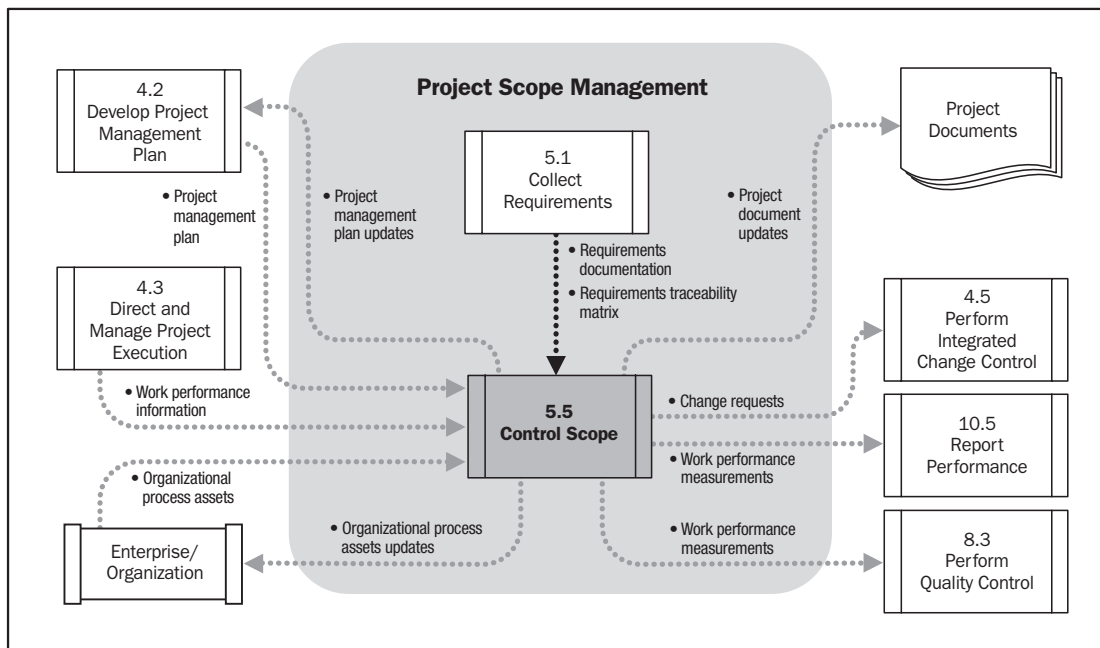 Project Scope Management
4.2
Develop Project
Management
Plan
• Project
management
plan
• Project
management
plan updates
5.1
Collect
Requirements
• Requirements
documentation
• Requirements traceability
matrix
• Project
document
updates
Project
Documents
4.3
Direct and
Manage Project
Execution
• Work performance
information
5.5
Control Scope
• Change requests
4.5
Perform
Integrated
Change Control
• Work performance
measurements
10.5
Report
Performance
• Organizational
process assets
Enterprise/
Organization
• Organizational process
assets updates
• Work performance
measurements
8.3
Perform
Quality Control